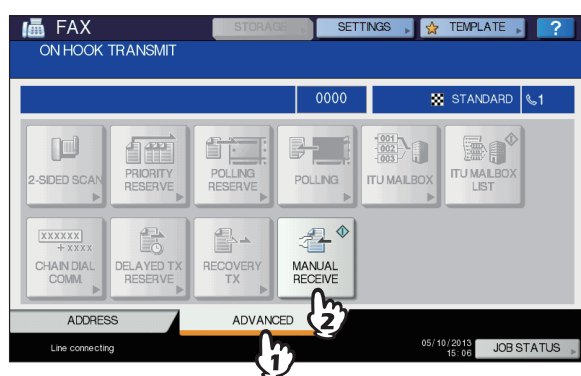 FAX
STORAGE
SETTINGS
TEMPLATE
?
ON HOOK TRANSMIT
0000
STANDARD
1
2-SIDED SCAN
PRIORITY
RESERVE
POLLING
RESERVE
POLLING
001
002
003
ITU MAILBOX
ITU MAILBOX
LIST
XXXXXX
+ XXXX
CHAIN DIAL
COMM.
DELAYED TX
RESERVE
RECOVERY
TX
MANUAL
RECEIVE
2
ADDRESS
ADVANCED
1
Line connecting
05/10/2013
15:06
JOB STATUS